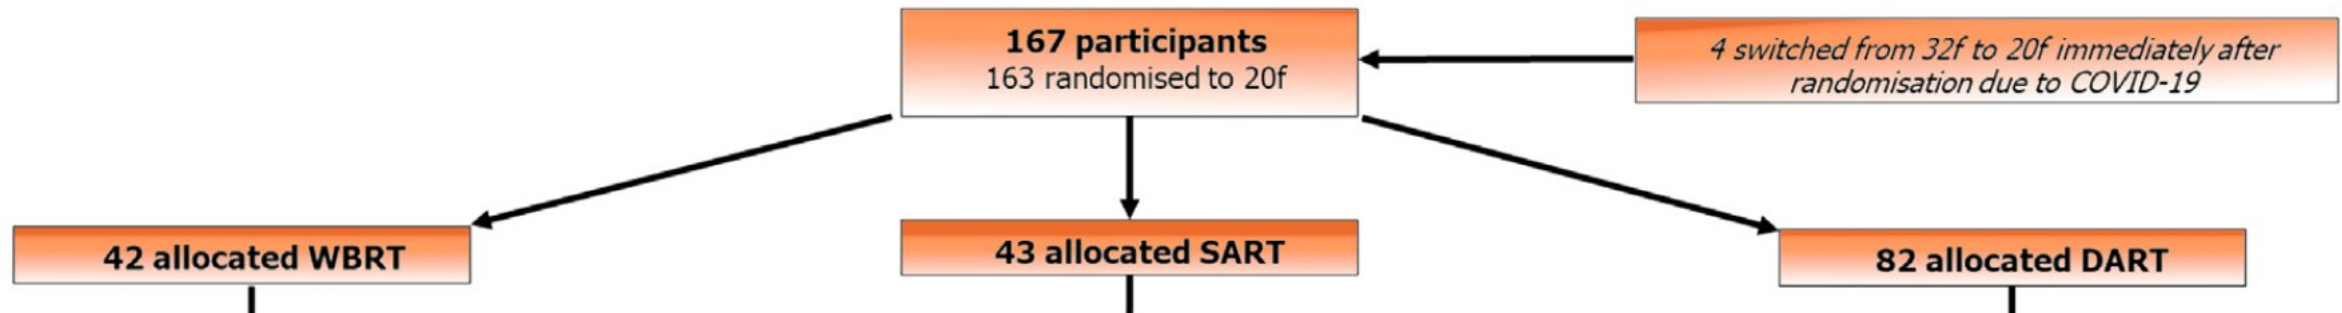 167 participants
163 randomised to 20f
4 switched from 32f to 20f immediately after
randomisation due to COVID-19
42 allocated WBRT
43 allocated SART
82 allocated DART